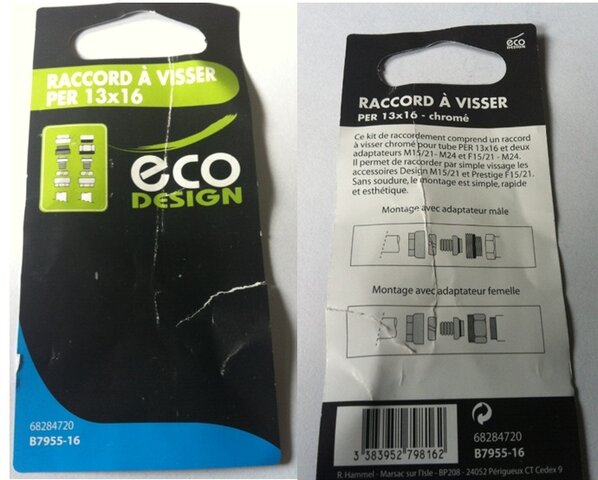 RACCORD À VISSER
PER 13x16
eco
DESIGN
68284720
B7955-16
eco
DESIGN
RACCORD À VISSER
PER 13x16 - chromé
Ce kit de raccordement comprend un raccord
à visser chromé pour tube PER 13x16 et deux
adaptateurs M15/21- M24 et F15/21 - M24.
Il permet de raccorder par simple vissage les
accessoires Design M15/21 et Prestige F15/21.
Sans soudure, le montage est simple, rapide
et esthétique.
Montage avec adaptateur mâle
Montage avec adaptateur femelle
3 383952 798162
68284720
B7955-16
R. Hammel - Marsac sur l'Isle - BP208 - 24052 Périgueux CT Cedex 9